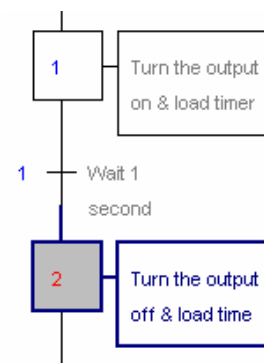 1
Turn the output
on & load timer
1
Wait 1
second
2
Turn the output
off & load time